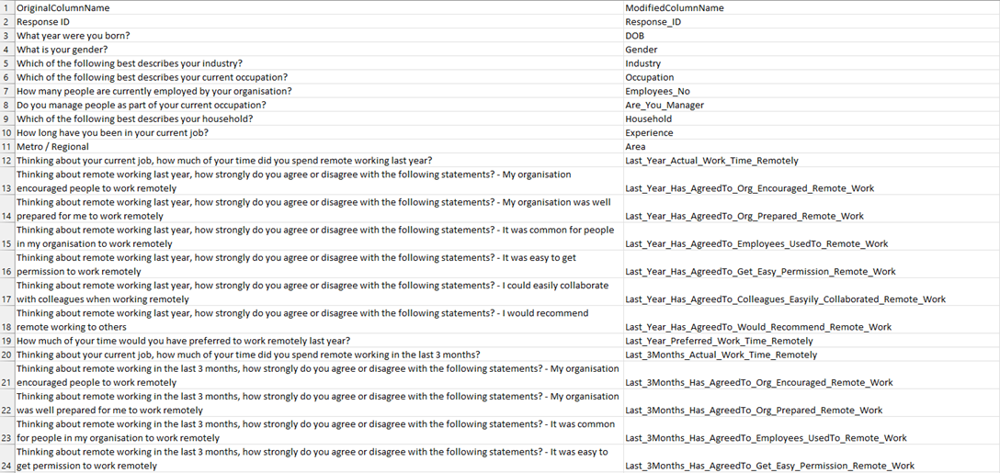 1 OriginalColumnName ModifiedColumnName
2 Response ID Response_ID
3 What year were you born? DOB
4 What is your gender? Gender
5 Which of the following best describes your industry? Industry
6 Which of the following best describes your current occupation? Occupation
7 How many people are currently employed by your organisation? Employees_No
8 Do you manage people as part of your current occupation? Are_You_Manager
9 Which of the following best describes your household? Household
10 How long have you been in your current job? Experience
11 Metro / Regional Area
12 Thinking about your current job, how much of your time did you spend remote working last year? Last_Year_Actual_Work_Time_Remotely
Thinking about remote working last year, how strongly do you agree or disagree with the following statements? - My organisation
13 encouraged people to work remotely Last_Year_Has_AgreedTo_Org_Encouraged_Remote_Work
Thinking about remote working last year, how strongly do you agree or disagree with the following statements? - My organisation was well
14 prepared for me to work remotely Last_Year_Has_AgreedTo_Org_Prepared_Remote_Work
Thinking about remote working last year, how strongly do you agree or disagree with the following statements? - It was common for people
15 in my organisation to work remotely Last_Year_Has_AgreedTo_Employees_UsedTo_Remote_Work
Thinking about remote working last year, how strongly do you agree or disagree with the following statements? - It was easy to get
16 permission to work remotely Last_Year_Has_AgreedTo_Get_Easy_Permission_Remote_Work
Thinking about remote working last year, how strongly do you agree or disagree with the following statements? - I could easily collaborate
17 with colleagues when working remotely Last_Year_Has_AgreedTo_Colleagues_Easyily_Collaborated_Remote_Work
Thinking about remote working last year, how strongly do you agree or disagree with the following statements? - I would recommend
18 remote working to others Last_Year_Has_AgreedTo_Would_Recommend_Remote_Work
19 How much of your time would you have preferred to work remotely last year? Last_Year_Preferred_Work_Time_Remotely
20 Thinking about your current job, how much of your time did you spend remote working in the last 3 months? Last_3Months_Actual_Work_Time_Remotely
Thinking about remote working in the last 3 months, how strongly do you agree or disagree with the following statements? - My organisation
21 encouraged people to work remotely Last_3Months_Has_AgreedTo_Org_Encouraged_Remote_Work
Thinking about remote working in the last 3 months, how strongly do you agree or disagree with the following statements? - My organisation
22 was well prepared for me to work remotely Last_3Months_Has_AgreedTo_Org_Prepared_Remote_Work
Thinking about remote working in the last 3 months, how strongly do you agree or disagree with the following statements? - It was common
23 for people in my organisation to work remotely Last_3Months_Has_AgreedTo_Employees_UsedTo_Remote_Work
Thinking about remote working in the last 3 months, how strongly do you agree or disagree with the following statements? - It was easy to
24 get permission to work remotely Last_3Months_Has_AgreedTo_Get_Easy_Permission_Remote_Work